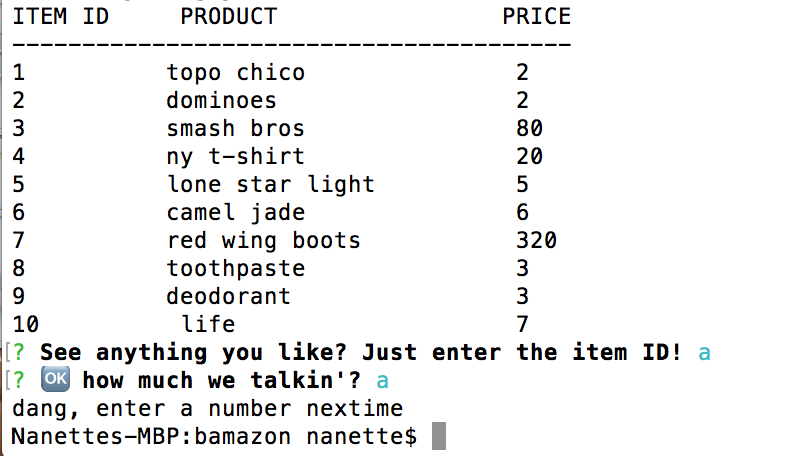 ITEM ID PRODUCT PRICE
----------------------------------------
1 topo chico 2
2 dominoes 2
3 smash bros 80
4 ny t-shirt 20
5 lone star light 5
6 camel jade 6
7 red wing boots 320
8 toothpaste 3
9 deodorant 3
10 life 7
[? See anything you like? Just enter the item ID! a
[? 🆗 how much we talkin'? a
dang, enter a number nextime
Nanettes-MBP:bamazon nanette$